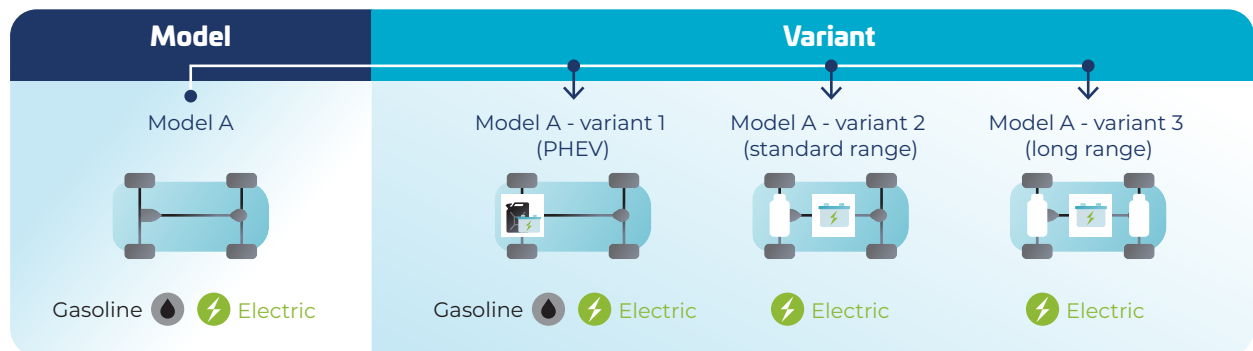 Model
Variant
Model A
Model A - variant 1
(PHEV)
Model A - variant 2
(standard range)
Model A - variant 3
(long range)
Gasoline Electric
Gasoline Electric
Electric
Electric